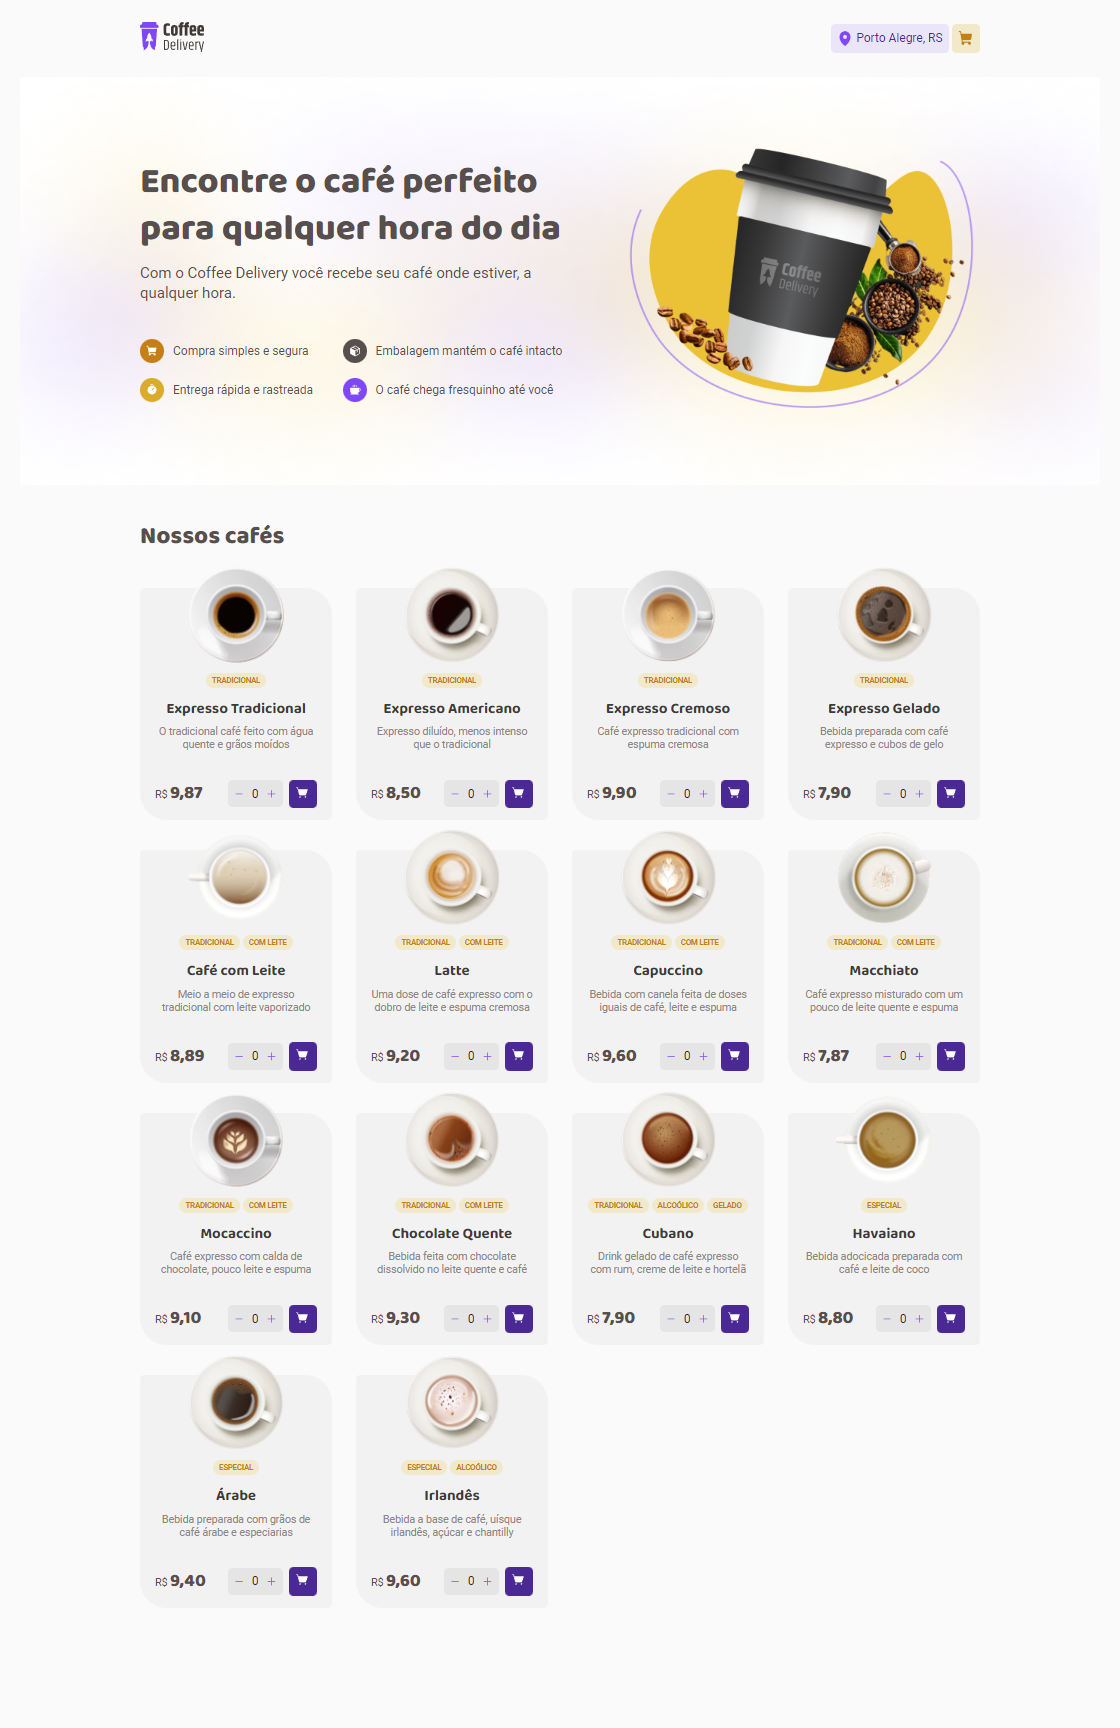 Coffee
Delivery
Porto Alegre, RS
Encontre o café perfeito
para qualquer hora do dia
Com o Coffee Delivery você recebe seu café onde estiver, a
qualquer hora.
Compra simples e segura
Embalagem mantém o café intacto
Entrega rápida e rastreada
O café chega fresquinho até você
Coffee
Delivery
Nossos cafés
TRADICIONAL
Expresso Tradicional
O tradicional café feito com água
quente e grãos moídos
R$ 9,87
0
TRADICIONAL
Expresso Americano
Expresso diluído, menos intenso
que o tradicional
R$ 8,50
0
TRADICIONAL
Expresso Cremoso
Café expresso tradicional com
espuma cremosa
R$ 9,90
0
TRADICIONAL
Expresso Gelado
Bebida preparada com café
expresso e cubos de gelo
R$ 7,90
0
TRADICIONAL COM LEITE
Café com Leite
Meio a meio de expresso
tradicional com leite vaporizado
R$ 8,89
0
TRADICIONAL COM LEITE
Latte
Uma dose de café expresso com o
dobro de leite e espuma cremosa
R$ 9,20
0
TRADICIONAL COM LEITE
Capuccino
Bebida com canela feita de doses
iguais de café, leite e espuma
R$ 9,60
0
TRADICIONAL COM LEITE
Macchiato
Café expresso misturado com um
pouco de leite quente e espuma
R$ 7,87
0
TRADICIONAL COM LEITE
Mocaccino
Café expresso com calda de
chocolate, pouco leite e espuma
R$ 9,10
0
TRADICIONAL COM LEITE
Chocolate Quente
Bebida feita com chocolate
dissolvido no leite quente e café
R$ 9,30
0
TRADICIONAL ALCOÓLICO GELADO
Cubano
Drink gelado de café expresso
com rum, creme de leite e hortelã
R$ 7,90
0
ESPECIAL
Havaiano
Bebida adocicada preparada com
café e leite de coco
R$ 8,80
0
ESPECIAL
Árabe
Bebida preparada com grãos de
café árabe e especiarias
R$ 9,40
0
ESPECIAL ALCOÓLICO
Irlandês
Bebida a base de café, uísque
irlandês, açúcar e chantilly
R$ 9,60
0